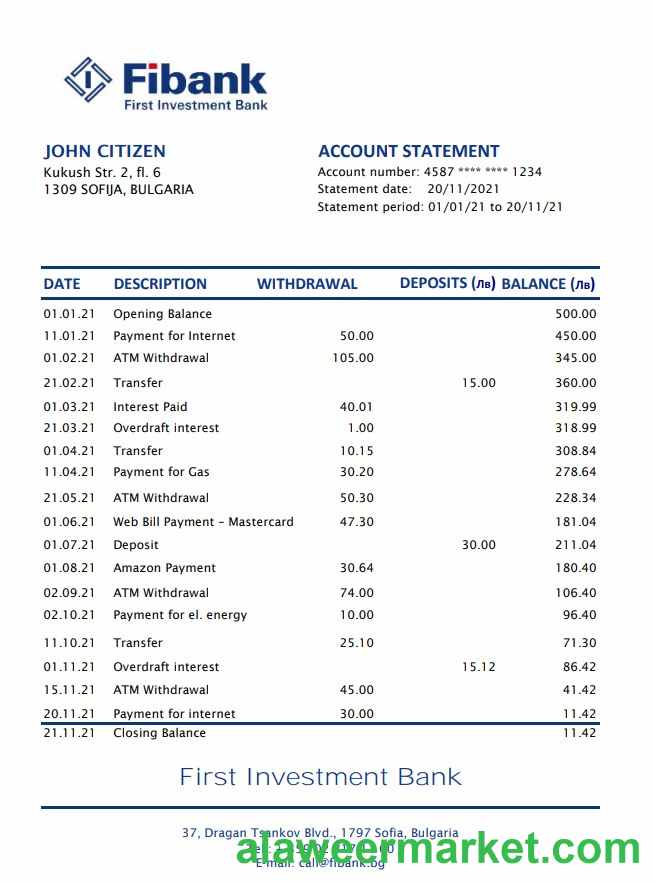 Fibank
First Investment Bank
JOHN CITIZEN
Kukush Str. 2, fl. 6
1309 SOFIJA, BULGARIA
ACCOUNT STATEMENT
Account number: 4587 **** **** 1234
Statement date: 20/11/2021
Statement period: 01/01/21 to 20/11/21
DATE DESCRIPTION WITHDRAWAL DEPOSITS (Лв) BALANCE (Лв)
01.01.21 Opening Balance 500.00
11.01.21 Payment for Internet 50.00 450.00
01.02.21 ATM Withdrawal 105.00 345.00
21.02.21 Transfer 15.00 360.00
01.03.21 Interest Paid 40.01 319.99
21.03.21 Overdraft interest 1.00 318.99
01.04.21 Transfer 10.15 308.84
11.04.21 Payment for Gas 30.20 278.64
21.05.21 ATM Withdrawal 50.30 228.34
01.06.21 Web Bill Payment – Mastercard 47.30 181.04
01.07.21 Deposit 30.00 211.04
01.08.21 Amazon Payment 30.64 180.40
02.09.21 ATM Withdrawal 74.00 106.40
02.10.21 Payment for el. energy 10.00 96.40
11.10.21 Transfer 25.10 71.30
01.11.21 Overdraft interest 15.12 86.42
15.11.21 ATM Withdrawal 45.00 41.42
20.11.21 Payment for internet 30.00 11.42
21.11.21 Closing Balance 11.42
First Investment Bank
37, Dragan Tsankov Blvd., 1797 Sofia, Bulgaria
alaweermarket.com
E-mail: call@fibank.bg